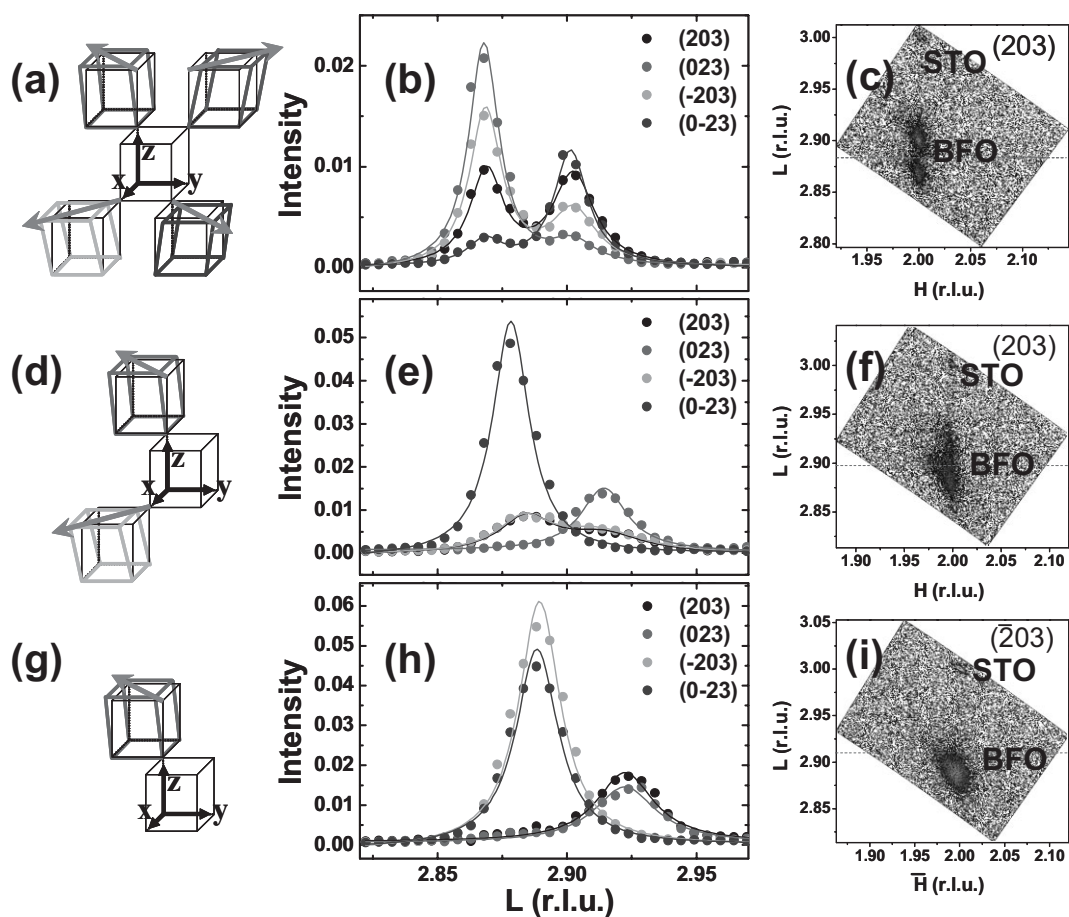 (a)
z
x
y
(b)
Intensity
0.02
0.01
0.00
(203)
(023)
(-203)
(0-23)
(c)
(203)
STO
BFO
L (r.l.u.)
3.00
2.95
2.90
2.85
2.80
1.95 2.00 2.05 2.10
H (r.l.u.)
(d)
z
x
y
(e)
Intensity
0.05
0.04
0.03
0.02
0.01
0.00
(203)
(023)
(-203)
(0-23)
(f)
(203)
STO
BFO
L (r.l.u.)
3.00
2.95
2.90
2.85
1.90 1.95 2.00 2.05 2.10
H (r.l.u.)
(g)
z
x
y
(h)
Intensity
0.06
0.05
0.04
0.03
0.02
0.01
0.00
(203)
(023)
(-203)
(0-23)
2.85 2.90 2.95
L (r.l.u.)
(i)
(2̅03)
STO
BFO
L (r.l.u.)
3.05
3.00
2.95
2.90
2.85
1.90 1.95 2.00 2.05 2.10
H̅ (r.l.u.)